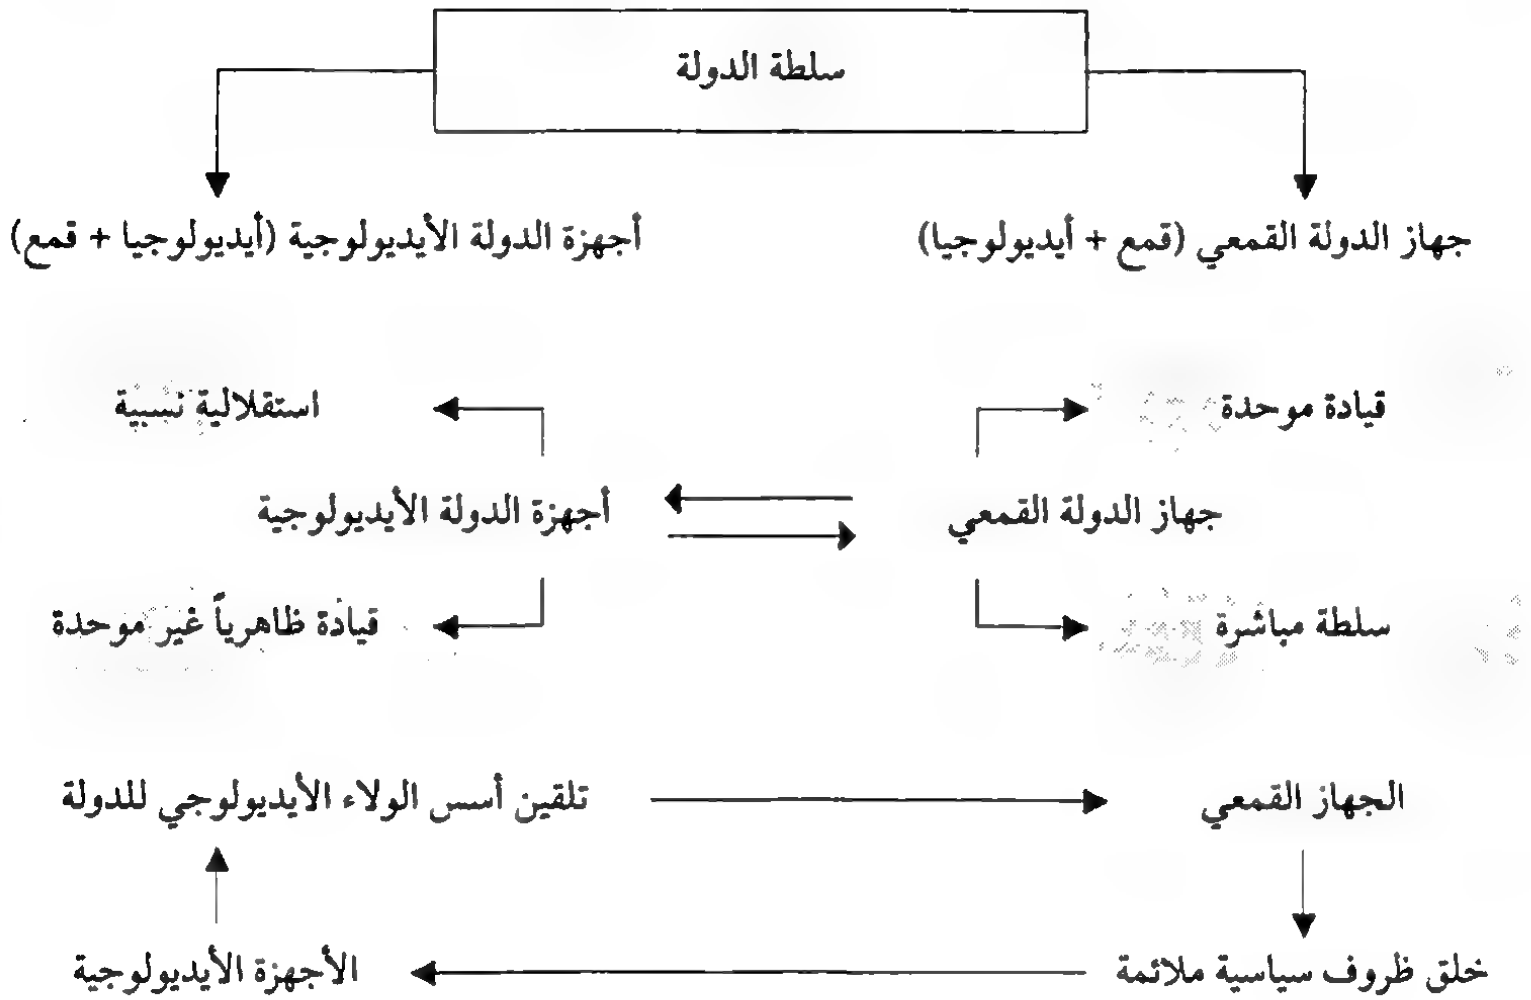 سلطة الدولة
جهاز الدولة القمعي (قمع + أيديولوجيا)
أجهزة الدولة الأيديولوجية (أيديولوجيا + قمع)
قيادة موحدة
استقلالية نسبية
جهاز الدولة القمعي
أجهزة الدولة الأيديولوجية
سلطة مباشرة
قيادة ظاهرياً غير موحدة
الجهاز القمعي
تلقين أسس الولاء الأيديولوجي للدولة
خلق ظروف سياسية ملائمة
الأجهزة الأيديولوجية